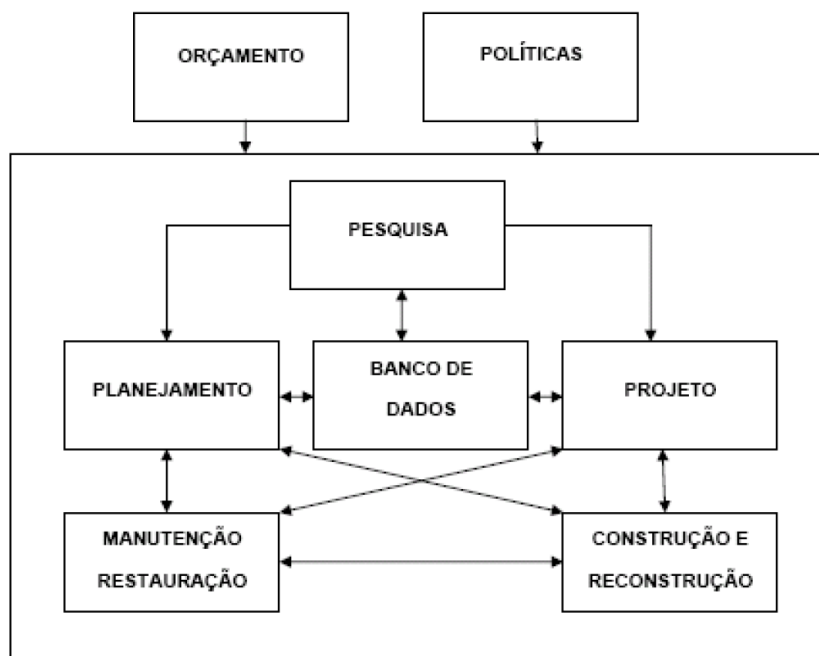 ORÇAMENTO
POLÍTICAS
PESQUISA
PLANEJAMENTO
BANCO DE
DADOS
PROJETO
MANUTENÇÃO
RESTAURAÇÃO
CONSTRUÇÃO E
RECONSTRUÇÃO